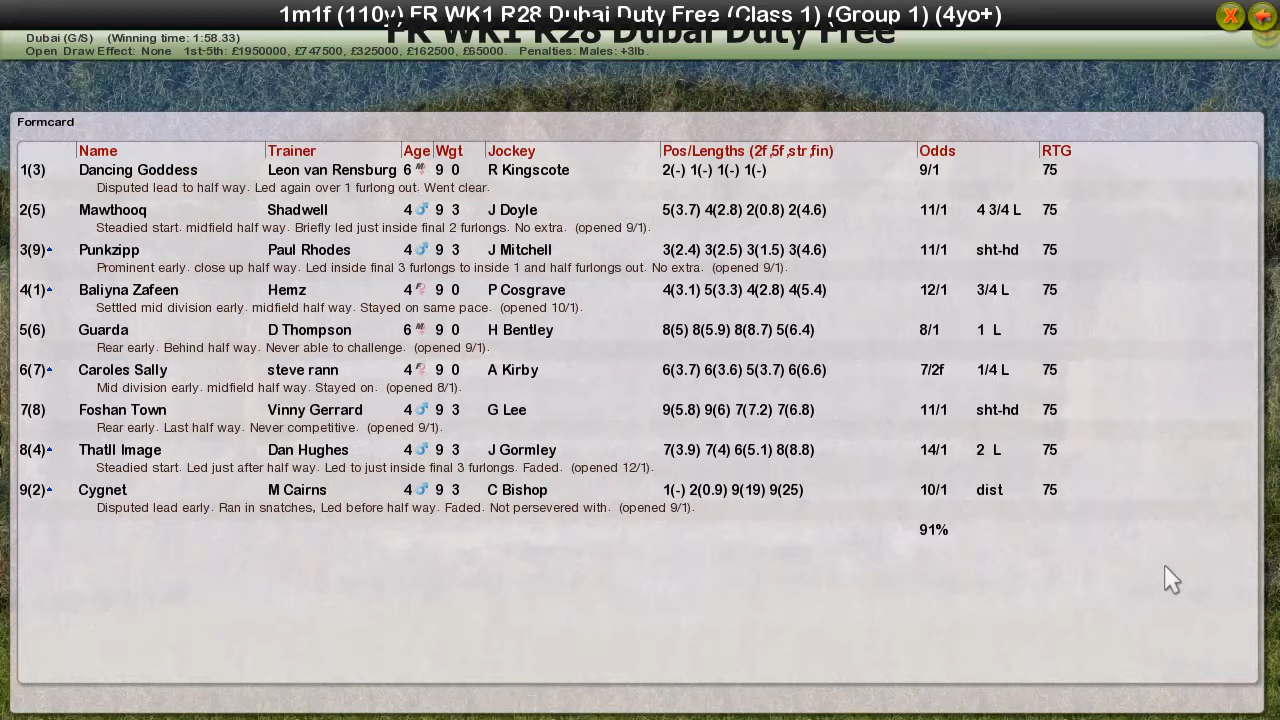 1m1f (110y) FR WK1 R28 Dubai Duty Free (Class 1) (Group 1) (4yo+)
FR WK1 R28 Dubai Duty Free
Dubai (G/S) (Winning time: 1:58.33)
Open Draw Effect: None 1st-5th: £1950000, £747500, £325000, £162500, £65000. Penalties: Males: +3lb.
Formcard
Name Trainer Age Wgt Jockey Pos/Lengths (2f,5f,str,fin) Odds RTG
1(3) Dancing Goddess Leon van Rensburg 6 9 0 R Kingscote 2(-) 1(-) 1(-) 1(-) 9/1 75
Disputed lead to half way. Led again over 1 furlong out. Went clear.
2(5) Mawthooq Shadwell 4 9 3 J Doyle 5(3.7) 4(2.8) 2(0.8) 2(4.6) 11/1 4 3/4 L 75
Steadied start. midfield half way. Briefly led just inside final 2 furlongs. No extra. (opened 9/1).
3(9) Punkzipp Paul Rhodes 4 9 3 J Mitchell 3(2.4) 3(2.5) 3(1.5) 3(4.6) 11/1 sht-hd 75
Prominent early. close up half way. Led inside final 3 furlongs to inside 1 and half furlongs out. No extra. (opened 9/1).
4(1) Baliyna Zafeen Hemz 4 9 0 P Cosgrave 4(3.1) 5(3.3) 4(2.8) 4(5.4) 12/1 3/4 L 75
Settled mid division early. midfield half way. Stayed on same pace. (opened 10/1).
5(6) Guarda D Thompson 6 9 0 H Bentley 8(5) 8(5.9) 8(8.7) 5(6.4) 8/1 1 L 75
Rear early. Behind half way. Never able to challenge. (opened 9/1).
6(7) Caroles Sally steve rann 4 9 0 A Kirby 6(3.7) 6(3.6) 5(3.7) 6(6.6) 7/2f 1/4 L 75
Mid division early. midfield half way. Stayed on. (opened 8/1).
7(8) Foshan Town Vinny Gerrard 4 9 3 G Lee 9(5.8) 9(6) 7(7.2) 7(6.8) 11/1 sht-hd 75
Rear early. Last half way. Never competitive. (opened 9/1).
8(4) Thatll Image Dan Hughes 4 9 3 J Gormley 7(3.9) 7(4) 6(5.1) 8(8.8) 14/1 2 L 75
Steadied start. Led just after half way. Led to just inside final 3 furlongs. Faded. (opened 12/1).
9(2) Cygnet M Cairns 4 9 3 C Bishop 1(-) 2(0.9) 9(19) 9(25) 10/1 dist 75
Disputed lead early. Ran in snatches, Led before half way. Faded. Not persevered with. (opened 9/1).
91%